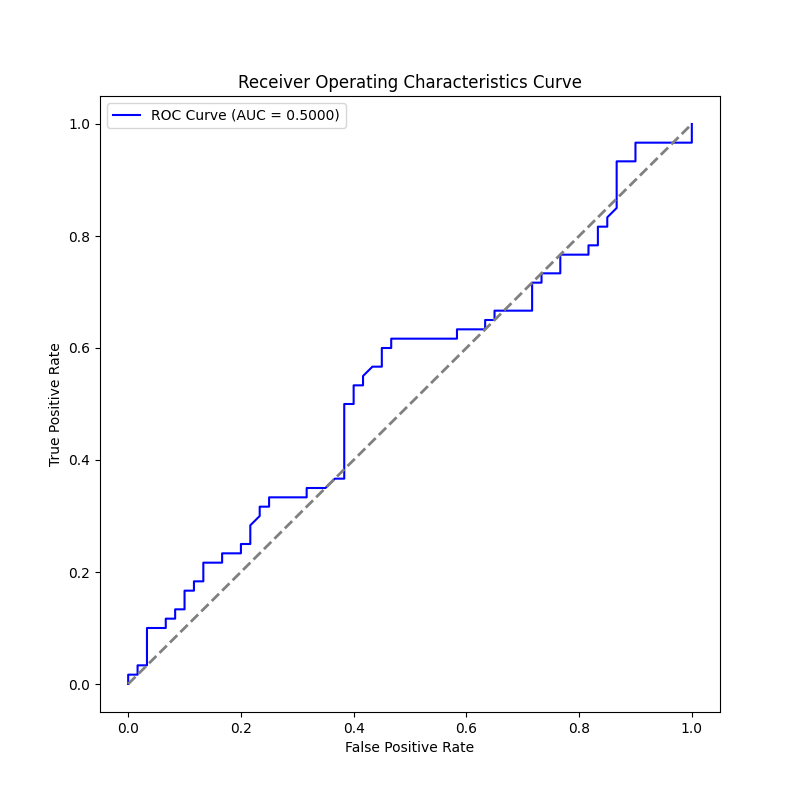 Receiver Operating Characteristics Curve
ROC Curve (AUC = 0.5000)
1.0
0.8
0.6
0.4
0.2
0.0
True Positive Rate
0.0 0.2 0.4 0.6 0.8 1.0
False Positive Rate